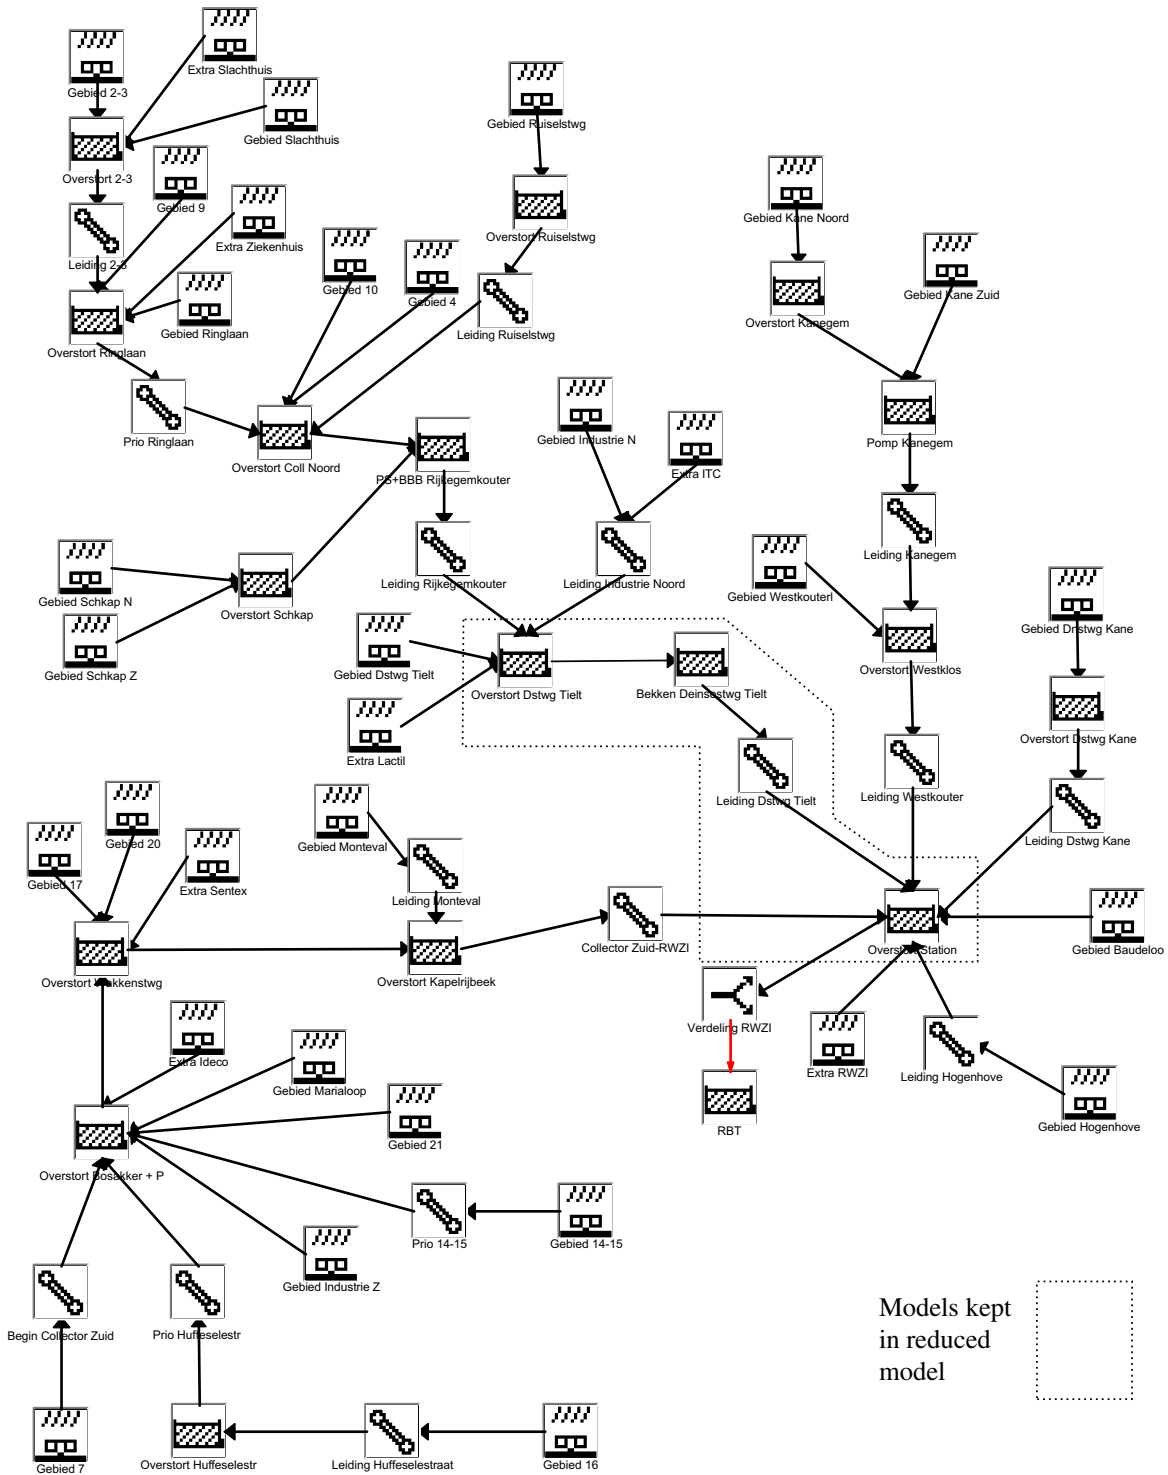 Extra Slachthuis
Gebied 2-3
Gebied Slachthuis
Gebied Ruiselstwg
Overstort 2-3
Gebied 9
Gebied Kane Noord
Extra Ziekenhuis
Overstort Ruiselstwg
Leiding 2-3
Gebied 10
Gebied 4
Gebied Kane Zuid
Gebied Ringlaan
Leiding Ruiselstwg
Overstort Kanegem
Overstort Ringlaan
Prio Ringlaan
Gebied Industrie N
Pomp Kanegem
Overstort Coll Noord
PS+BBB Rijkegemkouter
Extra ITC
Leiding Kanegem
Leiding Rijkegemkouter
Leiding Industrie Noord
Gebied Schkap N
Overstort Schkap
Gebied Westkouterl
Gebied Dnstwg Kane
Gebied Schkap Z
Gebied Dstwg Tielt
Overstort Dstwg Tielt
Bekken Deinsestwg Tielt
Overstort Westklos
Extra Lactil
Overstort Dstwg Kane
Leiding Dstwg Tielt
Leiding Westkouter
Gebied 20
Gebied Monteval
Leiding Dstwg Kane
Gebied 17
Extra Sentex
Leiding Monteval
Overstort Vakkenstwg
Overstort Kapelrijbeek
Collector Zuid-RWZI
Overstort Station
Gebied Baudeloo
Verdeling RWZI
Extra Ideco
Gebied Marialoop
Extra RWZI
Leiding Hogenhove
RBT
Gebied Hogenhove
Gebied 21
Overstort Bosakker + P
Prio 14-15
Gebied 14-15
Gebied Industrie Z
Begin Collector Zuid
Prio Huffeselestr
Models kept
in reduced
model
Gebied 7
Overstort Huffeselestr
Leiding Huffeselestraat
Gebied 16